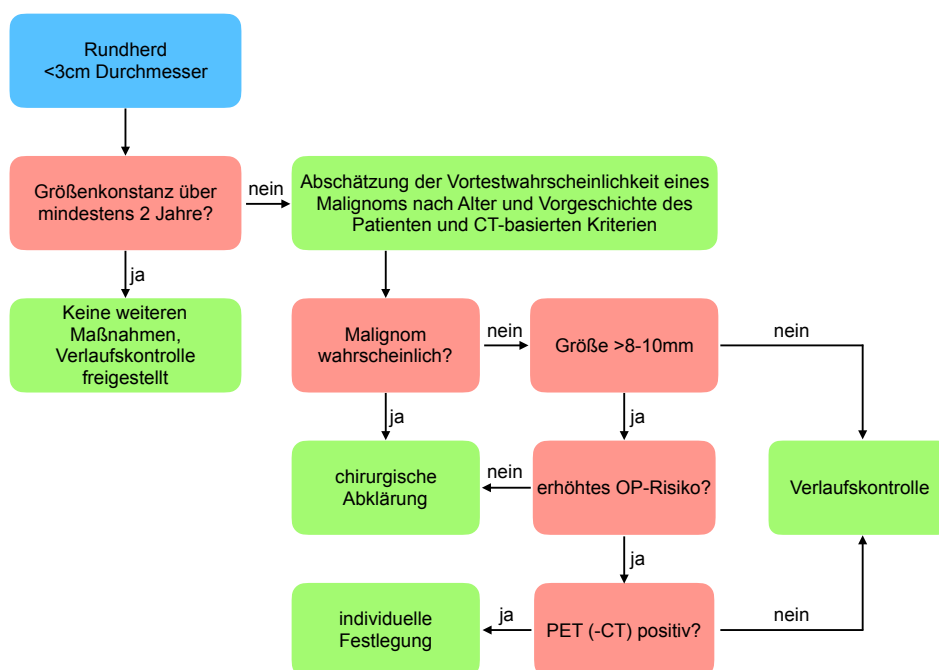 Rundherd
<3cm Durchmesser
Größenkonstanz über
mindestens 2 Jahre?
nein
Abschätzung der Vortestwahrscheinlichkeit eines
Malignoms nach Alter und Vorgeschichte des
Patienten und CT-basierten Kriterien
ja
Keine weiteren
Maßnahmen,
Verlaufskontrolle
freigestellt
Malignom
wahrscheinlich?
nein
Größe >8-10mm
nein
ja
ja
chirurgische
Abklärung
nein
erhöhtes OP-Risiko?
Verlaufskontrolle
ja
individuelle
Festlegung
ja
PET (-CT) positiv?
nein